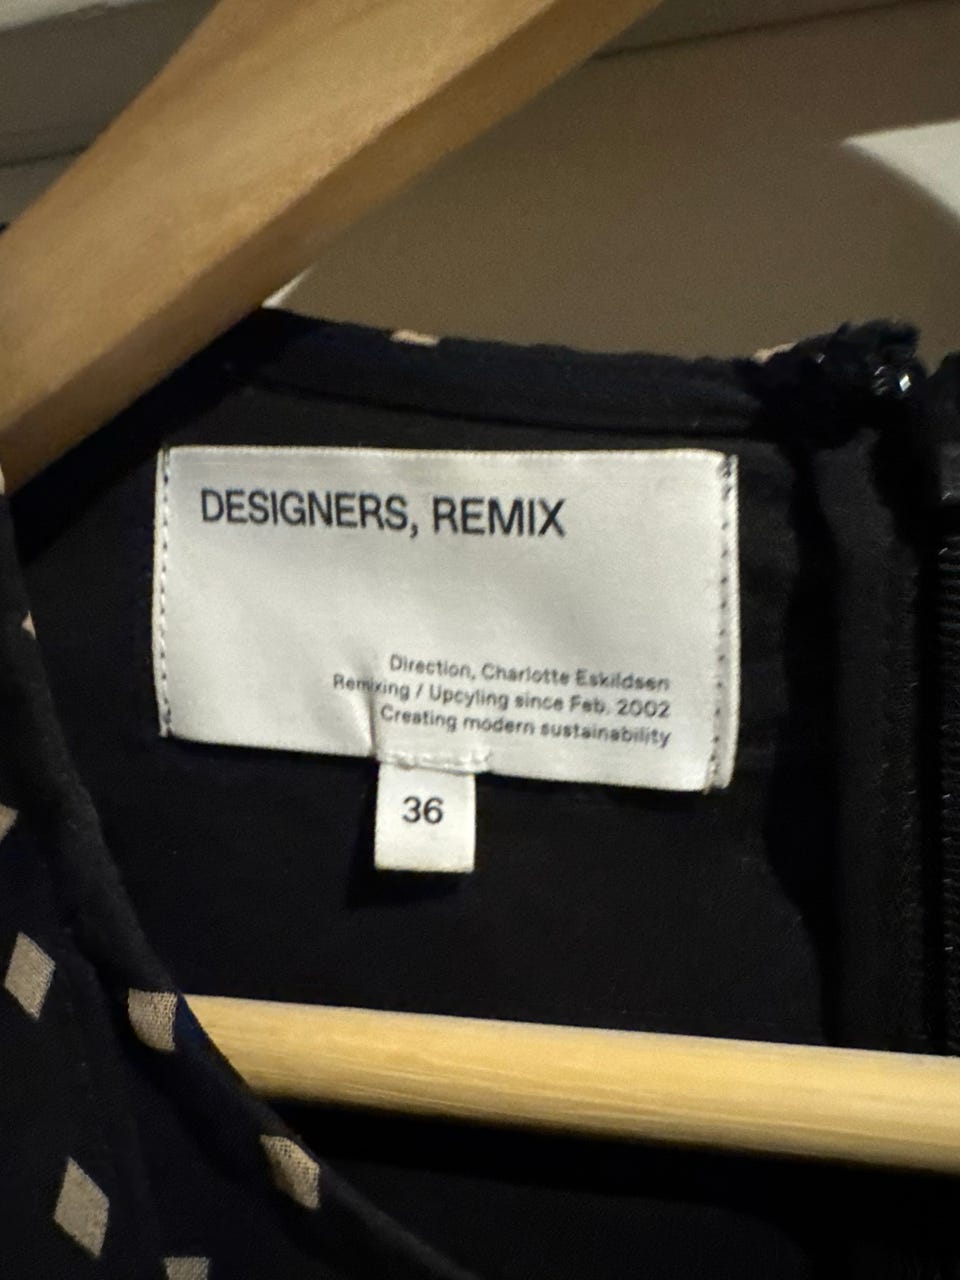 DESIGNERS, REMIX
Direction, Charlotte Eskildsen
Remixing / Upcyling since Feb. 2002
Creating modern sustainability
36